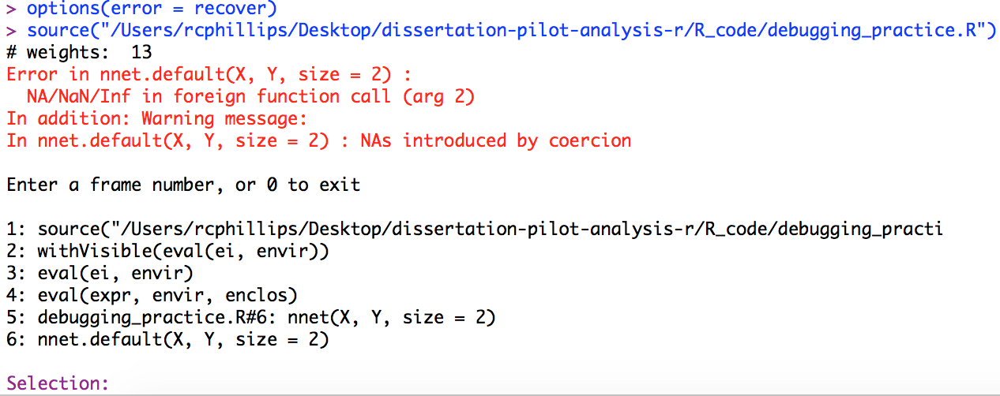 > options(error = recover)
> source("/Users/rcphillips/Desktop/dissertation-pilot-analysis-r/R_code/debugging_practice.R")
# weights:  13
Error in nnet.default(X, Y, size = 2) :
  NA/NaN/Inf in foreign function call (arg 2)
In addition: Warning message:
In nnet.default(X, Y, size = 2) : NAs introduced by coercion
Enter a frame number, or 0 to exit
1: source("/Users/rcphillips/Desktop/dissertation-pilot-analysis-r/R_code/debugging_practi
2: withVisible(eval(ei, envir))
3: eval(ei, envir)
4: eval(expr, envir, enclos)
5: debugging_practice.R#6: nnet(X, Y, size = 2)
6: nnet.default(X, Y, size = 2)
Selection: